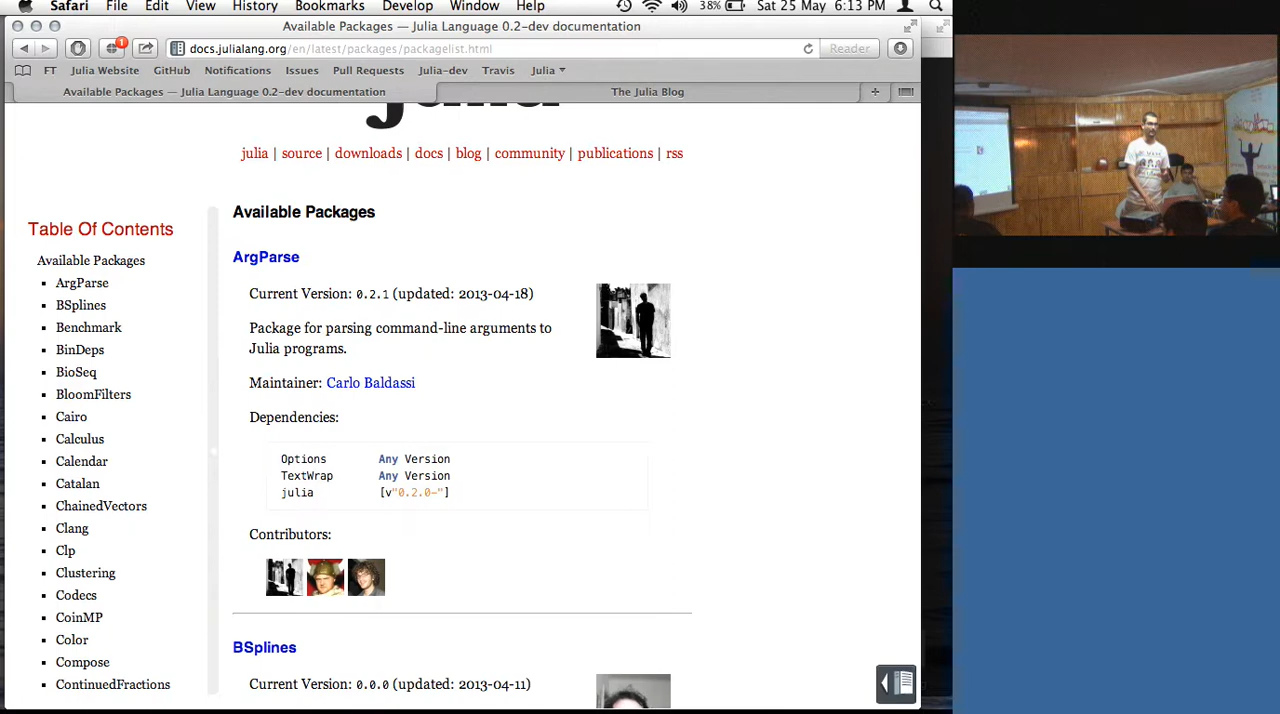 Safari File Edit View History Bookmarks Develop Window Help 38% Sat 25 May 6:13 PM
Available Packages — Julia Language 0.2-dev documentation
1 docs.julialang.org/en/latest/packages/packagelist.html Reader
FT Julia Website GitHub Notifications Issues Pull Requests Julia-dev Travis Julia
Available Packages — Julia Language 0.2-dev documentation The Julia Blog +
julia
julia | source | downloads | docs | blog | community | publications | rss
Table Of Contents
Available Packages
ArgParse
BSplines
Benchmark
BinDeps
BioSeq
BloomFilters
Cairo
Calculus
Calendar
Catalan
ChainedVectors
Clang
Clp
Clustering
Codecs
CoinMP
Color
Compose
ContinuedFractions
Available Packages
ArgParse
Current Version: 0.2.1 (updated: 2013-04-18)
Package for parsing command-line arguments to
Julia programs.
Maintainer: Carlo Baldassi
Dependencies:
Options Any Version
TextWrap Any Version
julia [v"0.2.0-"]
Contributors:
BSplines
Current Version: 0.0.0 (updated: 2013-04-11)